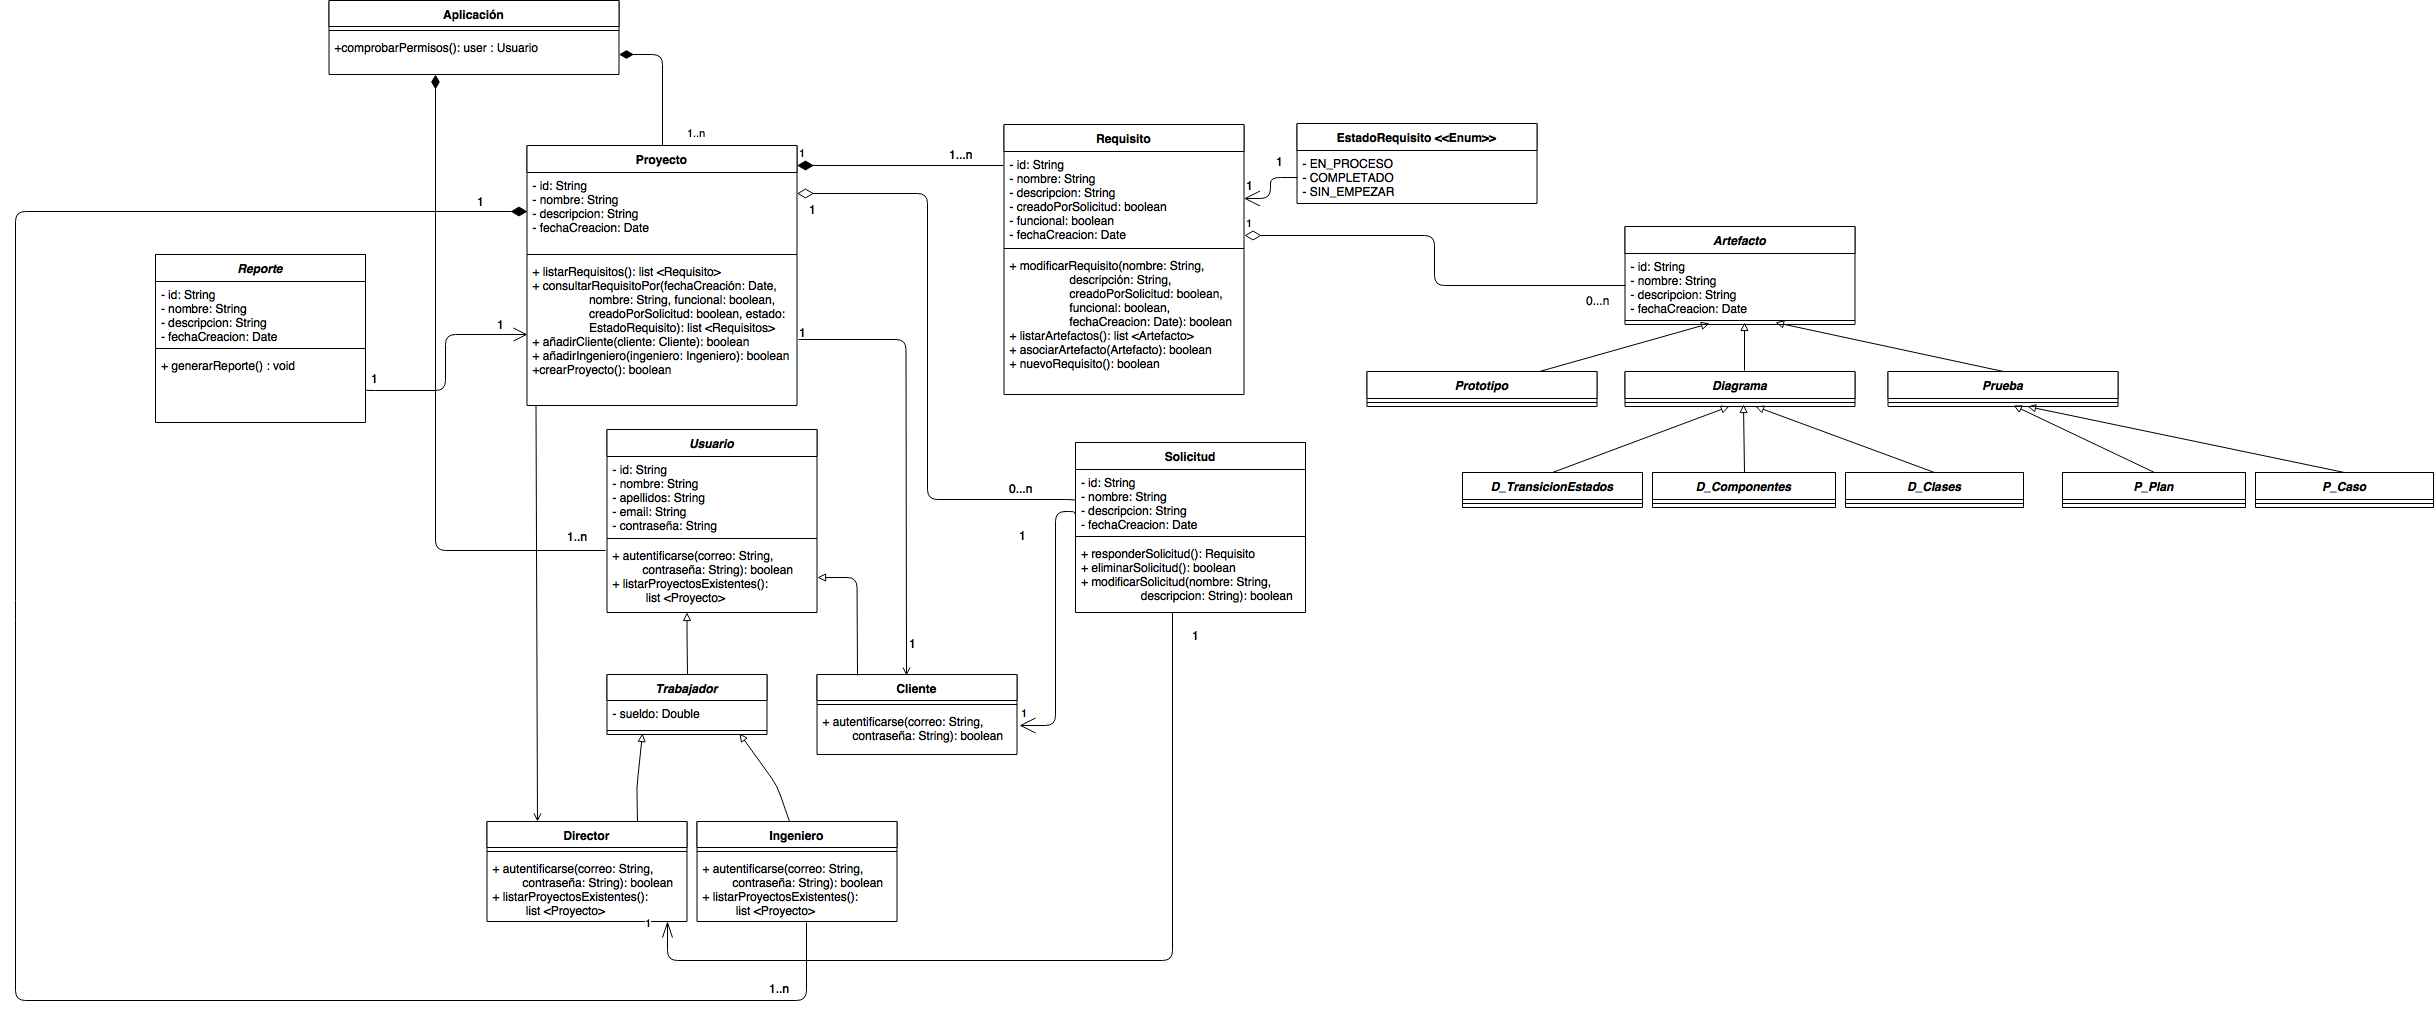 Aplicación
+comprobarPermisos(): user : Usuario
1..n
Proyecto
- id: String
- nombre: String
- descripcion: String
- fechaCreacion: Date
+ listarRequisitos(): list <Requisito>
+ consultarRequisitoPor(fechaCreación: Date,
nombre: String, funcional: boolean,
creadoPorSolicitud: boolean, estado:
EstadoRequisito): list <Requisitos>
+ añadirCliente(cliente: Cliente): boolean
+ añadirIngeniero(ingeniero: Ingeniero): boolean
+crearProyecto(): boolean
1
1...n
1
1
1
Requisito
- id: String
- nombre: String
- descripcion: String
- creadoPorSolicitud: boolean
- funcional: boolean
- fechaCreacion: Date
+ modificarRequisito(nombre: String,
descripción: String,
creadoPorSolicitud: boolean,
funcional: boolean,
fechaCreacion: Date): boolean
+ listarArtefactos(): list <Artefacto>
+ asociarArtefacto(Artefacto): boolean
+ nuevoRequisito(): boolean
1
1
1
EstadoRequisito <<Enum>>
- EN_PROCESO
- COMPLETADO
- SIN_EMPEZAR
0...n
Artefacto
- id: String
- nombre: String
- descripcion: String
- fechaCreacion: Date
Prototipo
Diagrama
Prueba
D_TransicionEstados
D_Componentes
D_Clases
P_Plan
P_Caso
Reporte
- id: String
- nombre: String
- descripcion: String
- fechaCreacion: Date
+ generarReporte() : void
1
1
Usuario
- id: String
- nombre: String
- apellidos: String
- email: String
- contraseña: String
+ autentificarse(correo: String,
contraseña: String): boolean
+ listarProyectosExistentes():
list <Proyecto>
1..n
0...n
1
Solicitud
- id: String
- nombre: String
- descripcion: String
- fechaCreacion: Date
+ responderSolicitud(): Requisito
+ eliminarSolicitud(): boolean
+ modificarSolicitud(nombre: String,
descripcion: String): boolean
1
1
Trabajador
- sueldo: Double
Cliente
+ autentificarse(correo: String,
contraseña: String): boolean
1
Director
+ autentificarse(correo: String,
contraseña: String): boolean
+ listarProyectosExistentes():
list <Proyecto>
1
Ingeniero
+ autentificarse(correo: String,
contraseña: String): boolean
+ listarProyectosExistentes():
list <Proyecto>
1..n